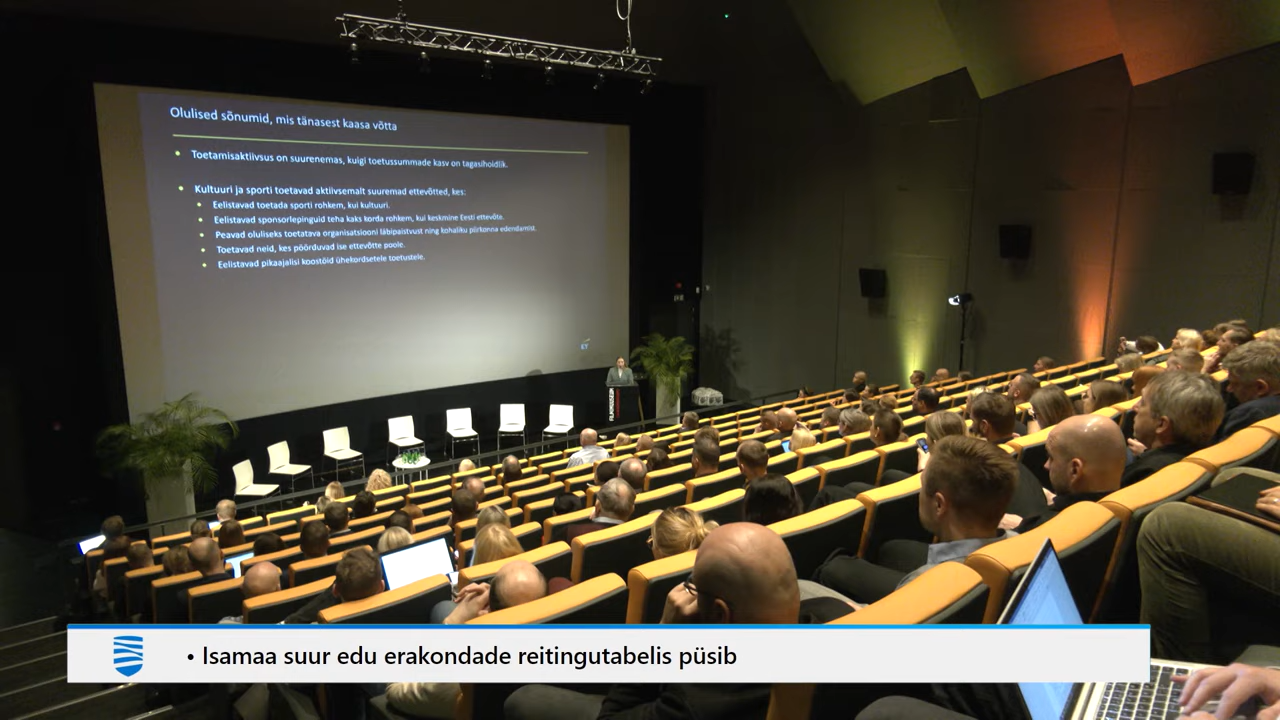 Olulised sõnumid, mis tänasest kaasa võtta
• Toetamisaktiivsus on suurenemas, kuigi toetussummade kasv on tagasihoidlik.
• Kultuuri ja sporti toetavad aktiivsemalt suuremad ettevõtted, kes:
• Eelistavad toetada sporti rohkem, kui kultuuri.
• Eelistavad sponsorlepinguid teha kaks korda rohkem, kui keskmine Eesti ettevõte.
• Peavad oluliseks toetatava organisatsiooni läbipaistvust ning kohaliku piirkonna edendamist.
• Toetavad neid, kes pöörduvad ise ettevõtte poole.
• Eelistavad pikaajalisi koostöid ühekordsetele toetustele.
EY
• Isamaa suur edu erakondade reitingutabelis püsib